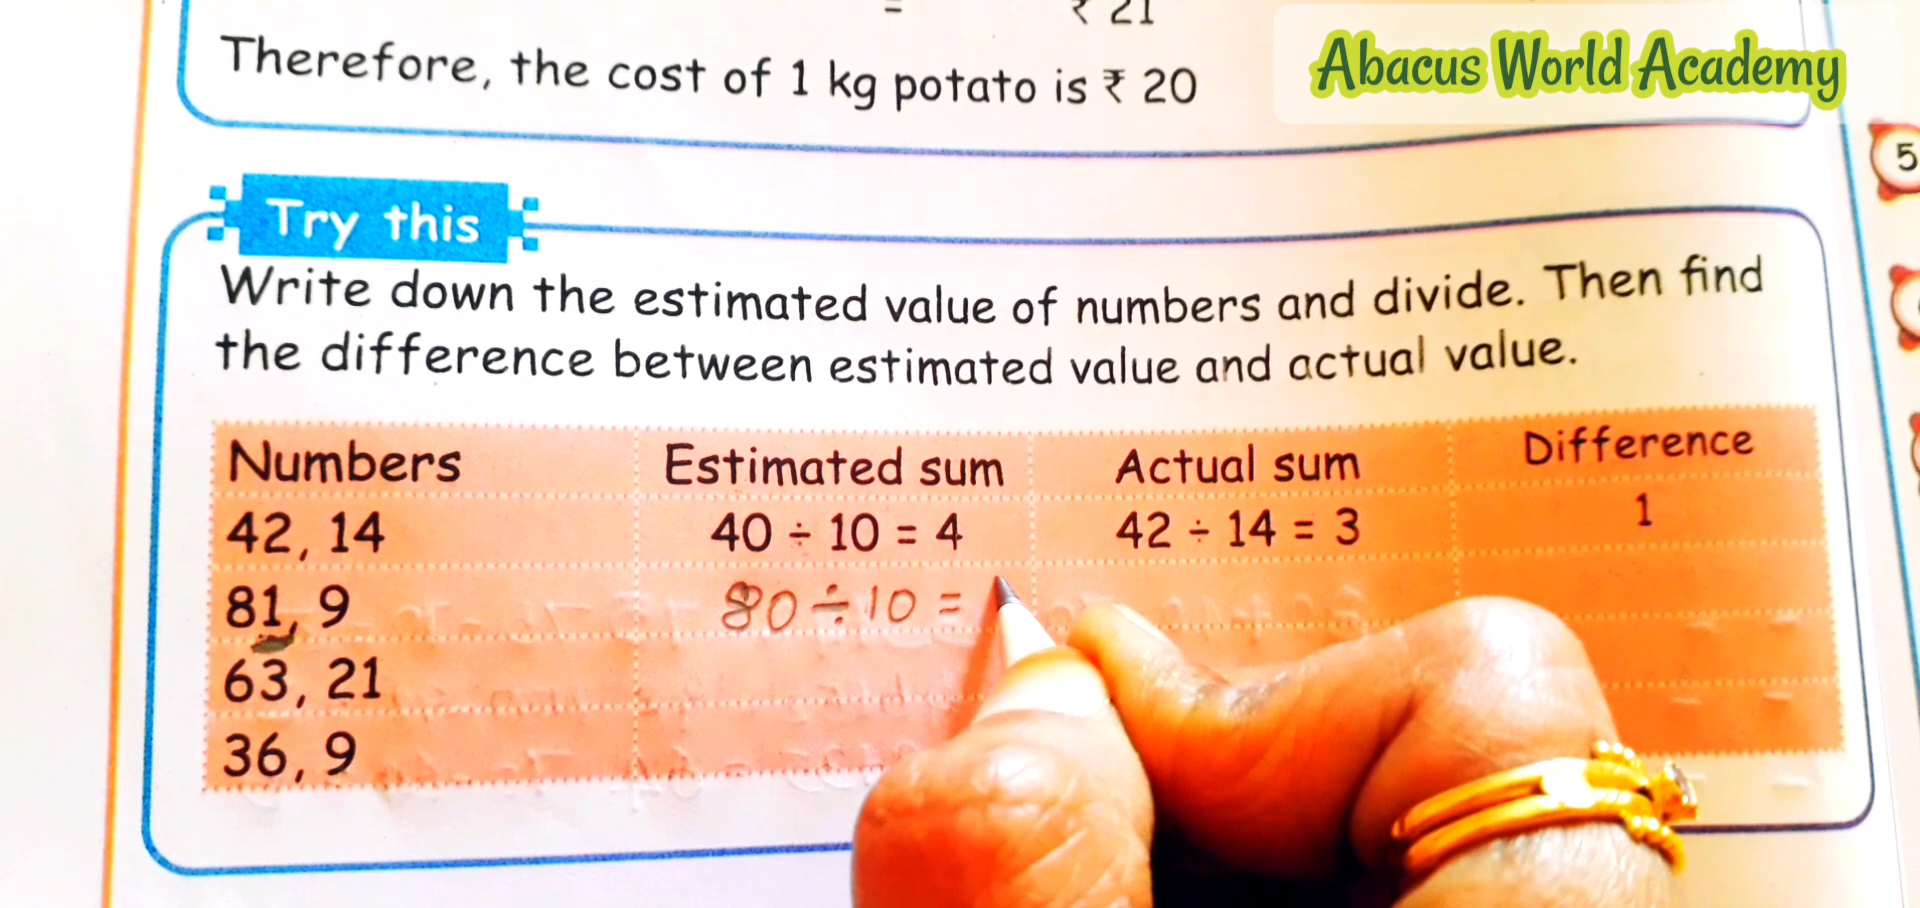 = ₹ 21
Abacus World Academy
Therefore, the cost of 1 kg potato is ₹ 20
5
Try this
Write down the estimated value of numbers and divide. Then find
the difference between estimated value and actual value.
Numbers Estimated sum Actual sum Difference
42, 14 40 ÷ 10 = 4 42 ÷ 14 = 3 1
81, 9 80 ÷ 10 =
63, 21
36, 9